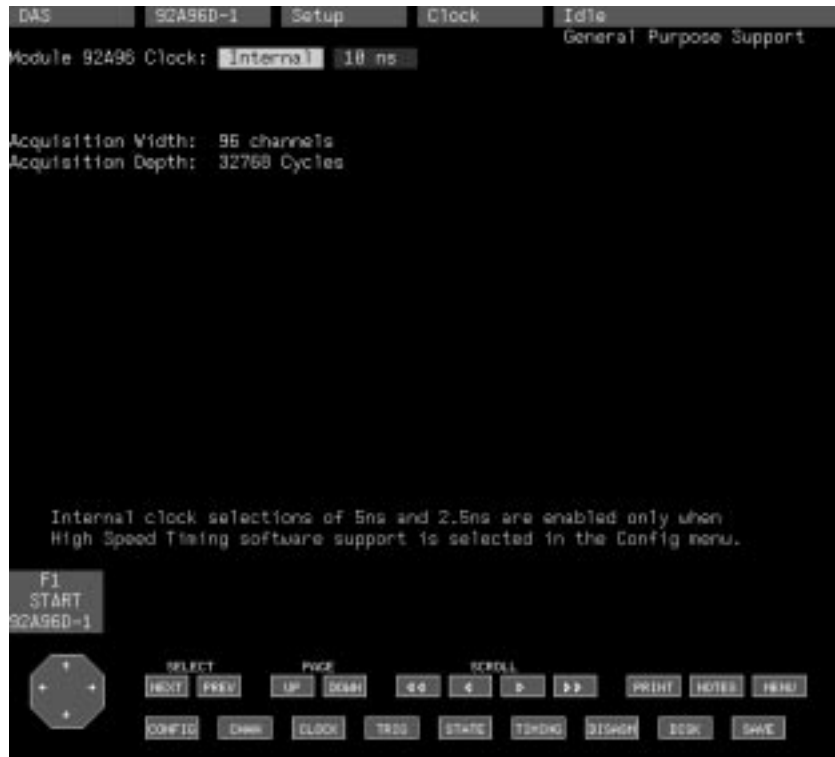 DAS 92A96D-1 Setup Clock Idle
General Purpose Support
Module 92A96 Clock: Internal 10 ns
Acquisition Width: 96 channels
Acquisition Depth: 32768 Cycles
Internal clock selections of 5ns and 2.5ns are enabled only when
High Speed Timing software support is selected in the Config menu.
F1
START
92A96D-1
SELECT PAGE SCROLL
NEXT PREV UP DOWN PRINT NOTES MENU
CONFIG CHAN CLOCK TRIG STATE TIMING DISASM DISK SAVE